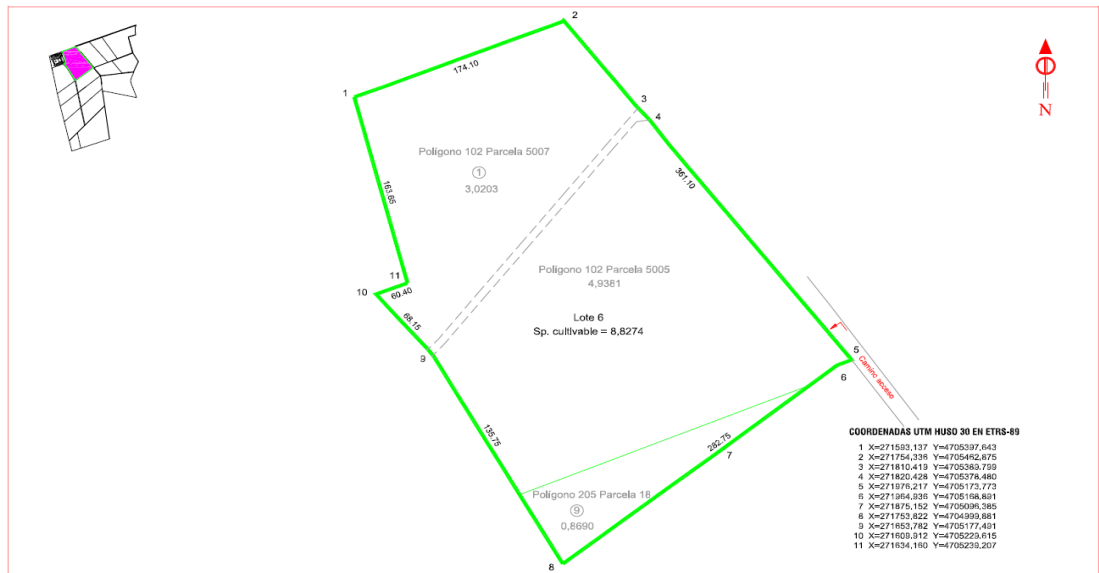 2
174.10
N
1
3
4
Polígono 102 Parcela 5007
1
3,0203
361.10
163.65
Polígono 102 Parcela 5005
4,9381
11
10
60.40
Lote 6
68.15
Sp. cultivable = 8,8274
9
5
6
Camino acceso
135.75
282.75
7
COORDENADAS UTM HUSO 30 EN ETRS-89
1 X=271593,137 Y=4705397,643
2 X=271754,336 Y=4705462,875
3 X=271810,419 Y=4705389,799
4 X=271820,428 Y=4705378,480
5 X=271976,217 Y=4705173,773
6 X=271964,936 Y=4705168,891
7 X=271875,152 Y=4705096,385
8 X=271753,822 Y=4704999,881
9 X=271653,782 Y=4705177,491
10 X=271609,912 Y=4705229,615
11 X=271634,160 Y=4705239,207
Polígono 205 Parcela 18
9
0,8690
8